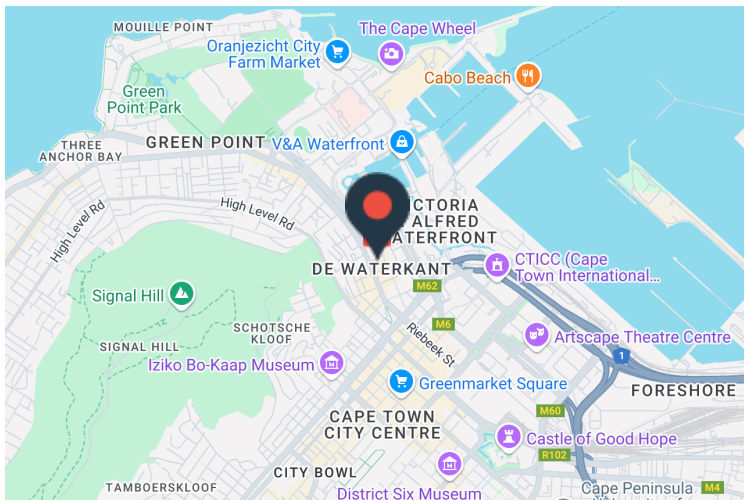 MOUILLE POINT
The Cape Wheel
Oranjezicht City
Farm Market
Cabo Beach
Green
Point Park
THREE
ANCHOR BAY
GREEN POINT
V&A Waterfront
High Level Rd
High Level Rd
ICTORIA
ALFRED
ATERFRONT
DE WATERKANT
CTICC (Cape
Town International...
M62
Signal Hill
M6
SCHOTSCHE
KLOOF
Riebeek St
Artscape Theatre Centre
1
SIGNAL HILL
Iziko Bo-Kaap Museum
Greenmarket Square
FORESHORE
CAPE TOWN
CITY CENTRE
M60
Castle of Good Hope
R102
CITY BOWL
TAMBOERSKLOOF
District Six Museum
Cape Peninsula
M4